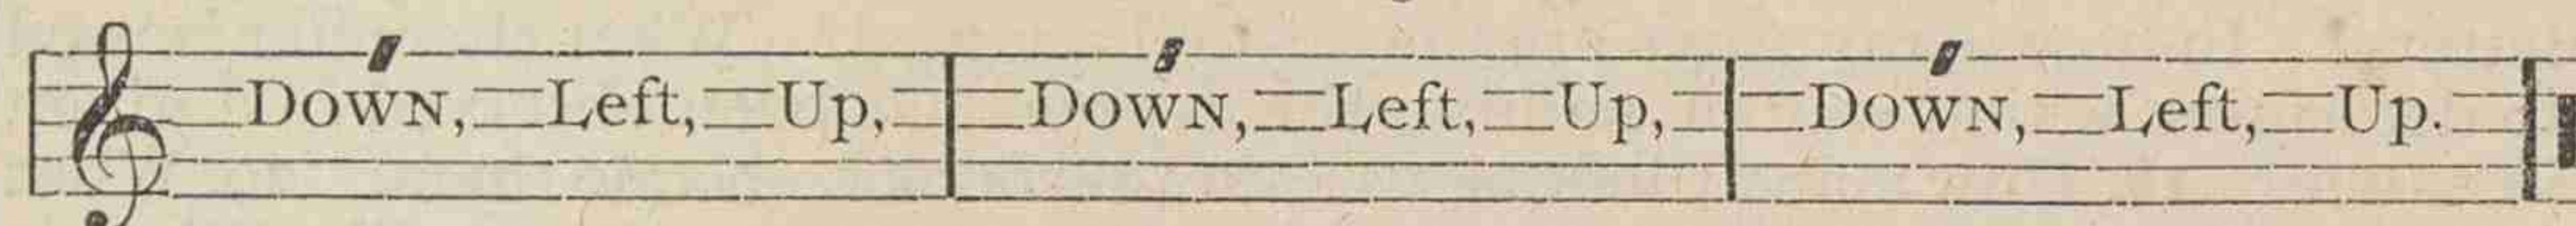 Down, Left, Up, Down, Left, Up, Down, Left, Up.